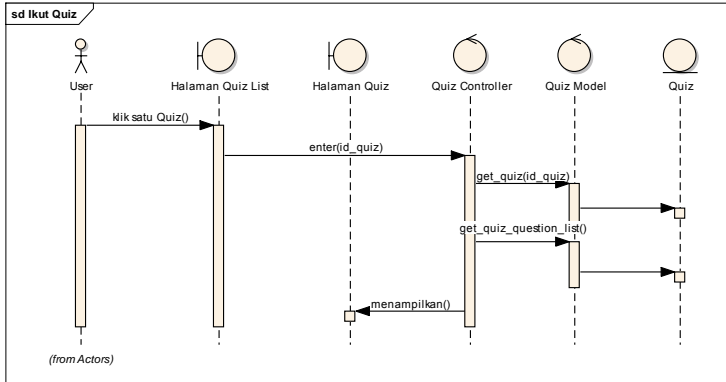 sd Ikut Quiz
User
Halaman Quiz List
Halaman Quiz
Quiz Controller
Quiz Model
Quiz
klik satu Quiz()
enter(id_quiz)
get_quiz(id_quiz)
get_quiz_question_list()
menampilkan()
(from Actors)